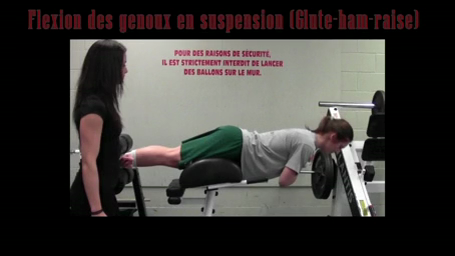 Flexion des genoux en suspension (Glute-ham-raise)
POUR DES RAISONS DE SÉCURITÉ,
IL EST STRICTEMENT INTERDIT DE LANCER
DES BALLONS SUR LE MUR.